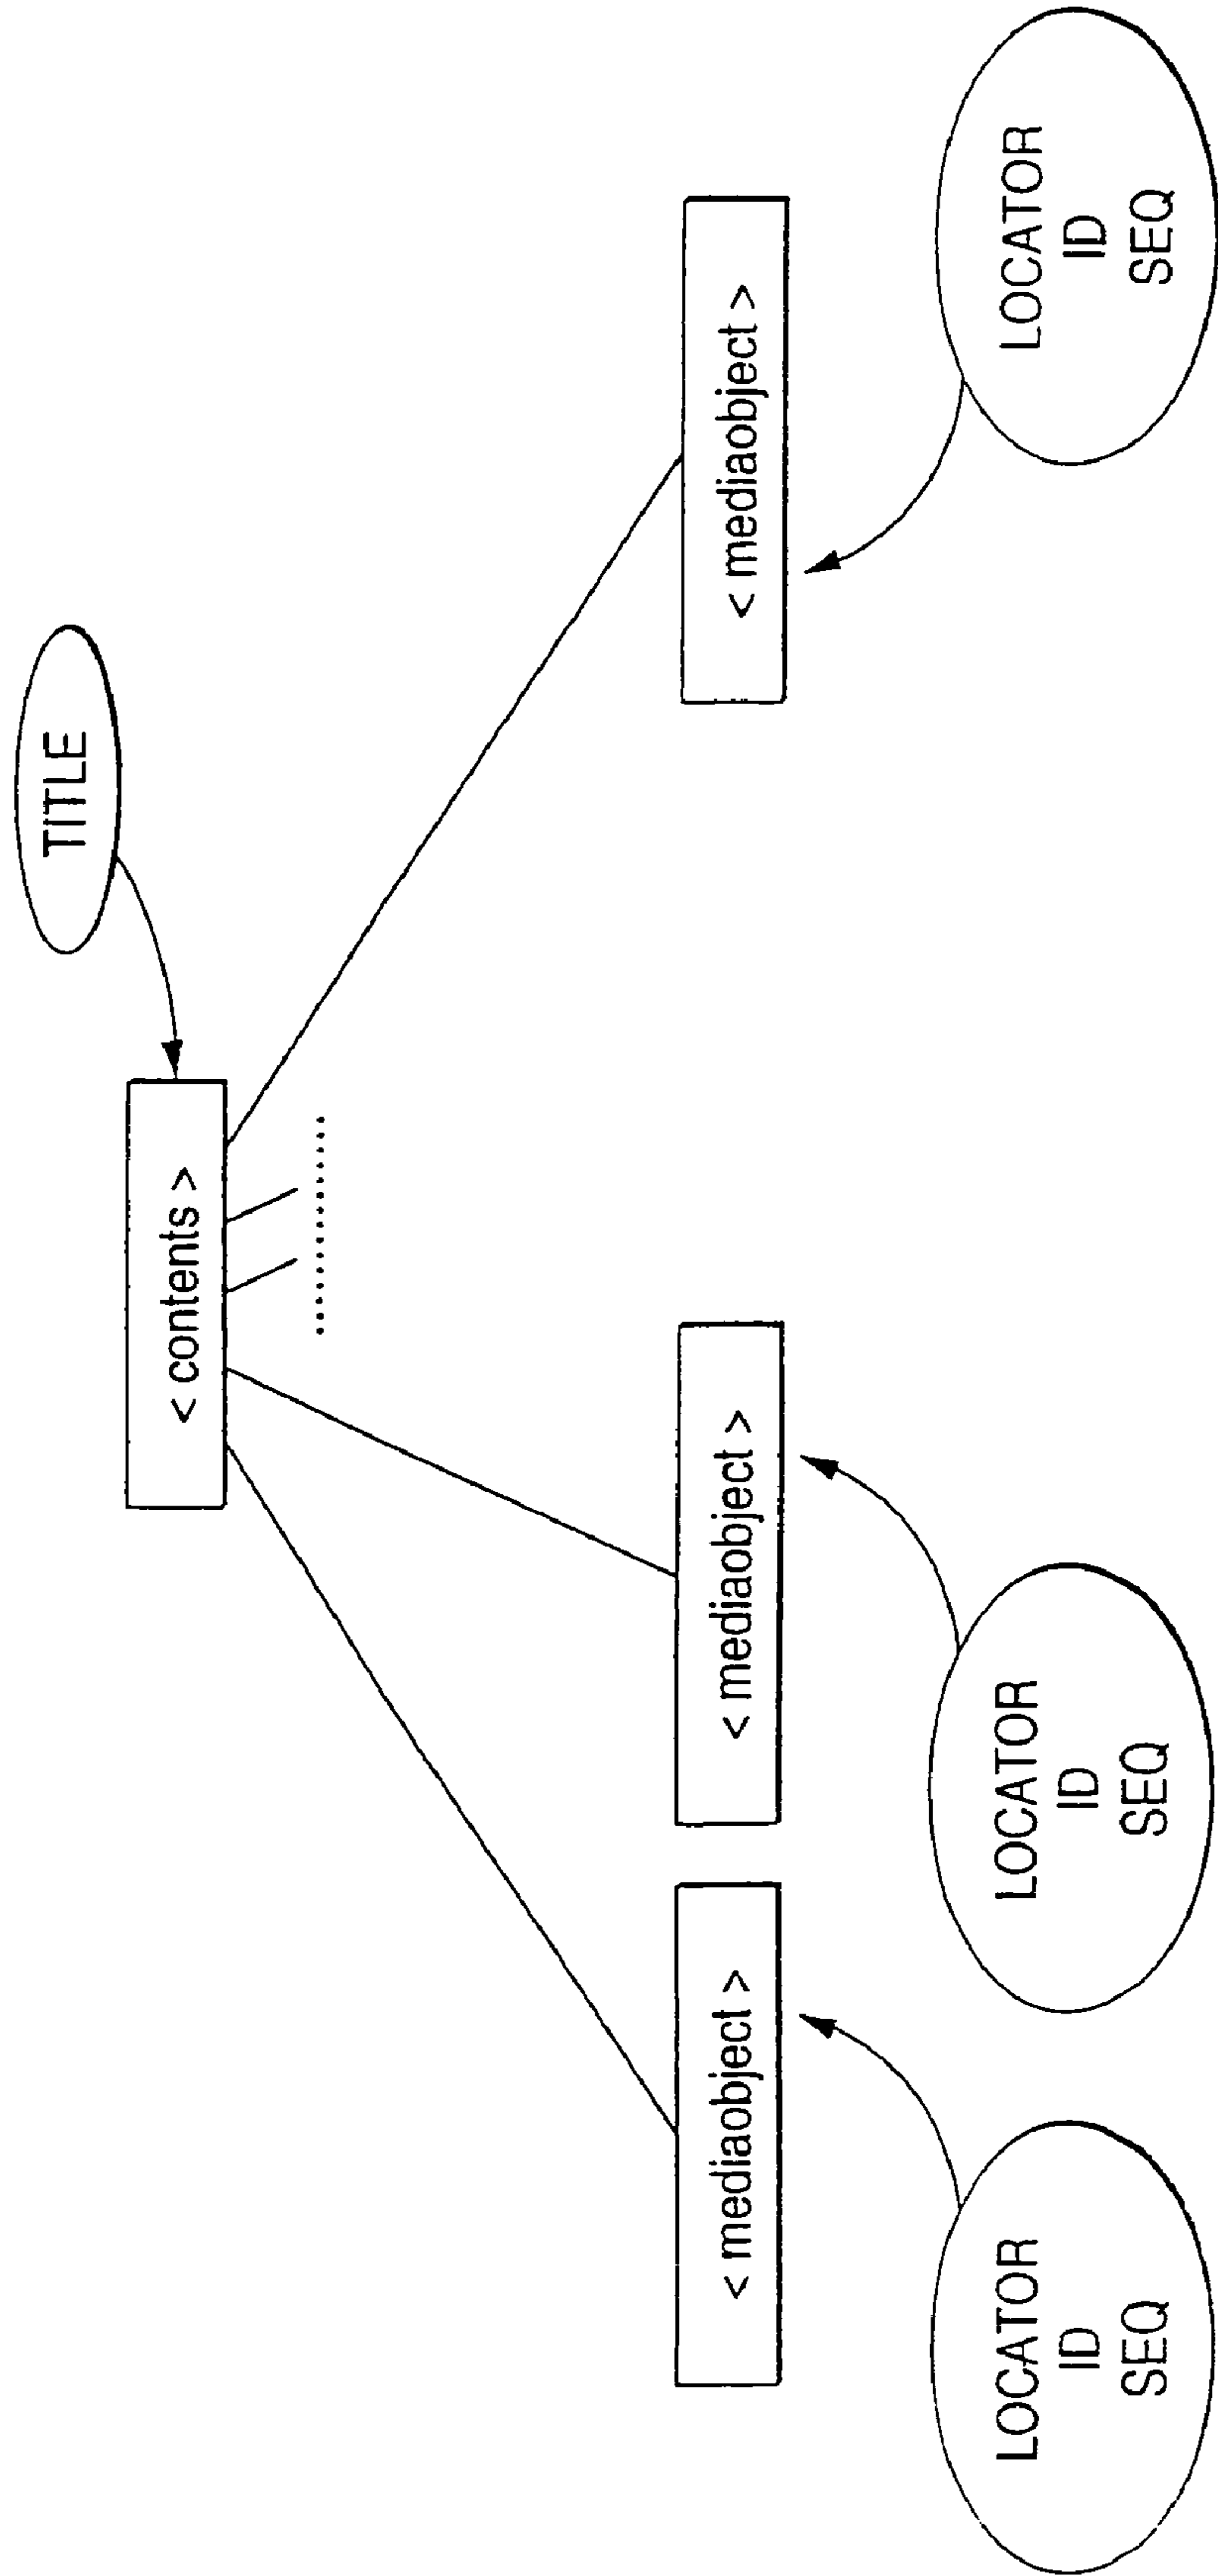 TITLE
< contents >
< mediaobject >
< mediaobject >
< mediaobject >
LOCATOR
ID
SEQ
LOCATOR
ID
SEQ
LOCATOR
ID
SEQ